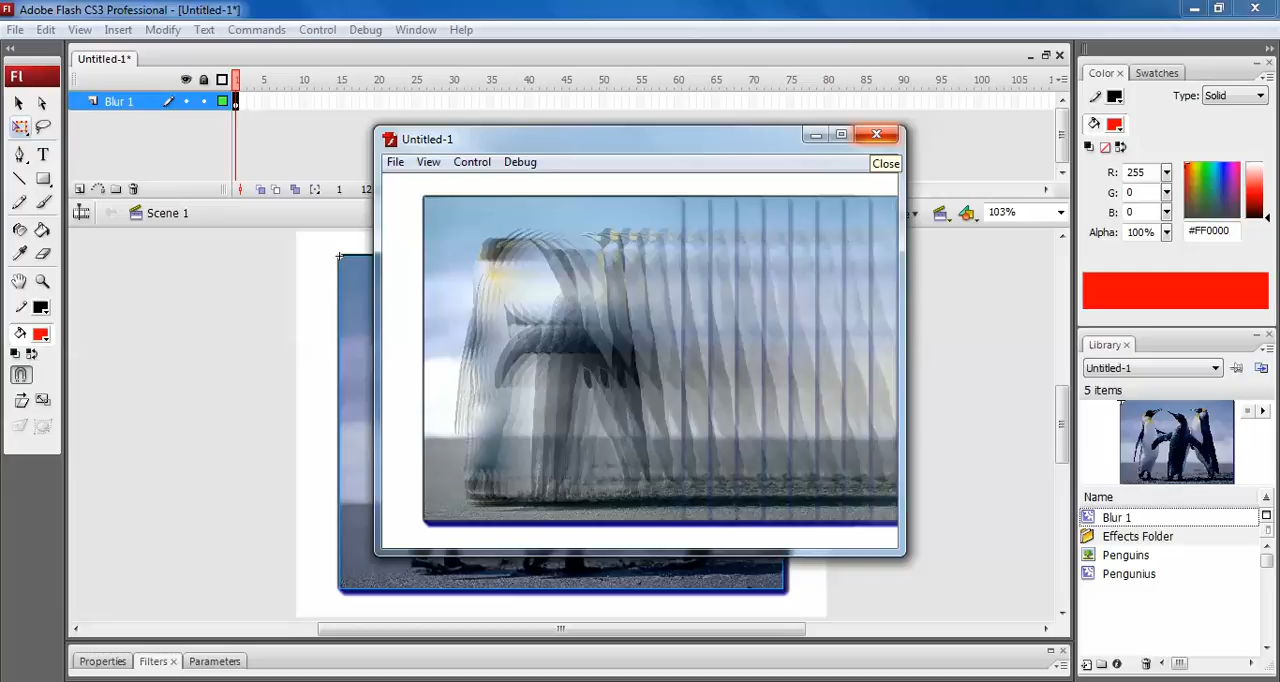 Fl Adobe Flash CS3 Professional - [Untitled-1*]
File Edit View Insert Modify Text Commands Control Debug Window Help
Untitled-1*
1 5 10 15 20 25 30 35 40 45 50 55 60 65 70 75 80 85 90 95 100 105
Blur 1
1 12
Scene 1
103%
Fl
T
Untitled-1
File View Control Debug
Close
Color Swatches
Type: Solid
R: 255
G: 0
B: 0
Alpha: 100% #FF0000
Library
Untitled-1
5 items
Name
Blur 1
Effects Folder
Penguins
Pengunius
Properties Filters Parameters